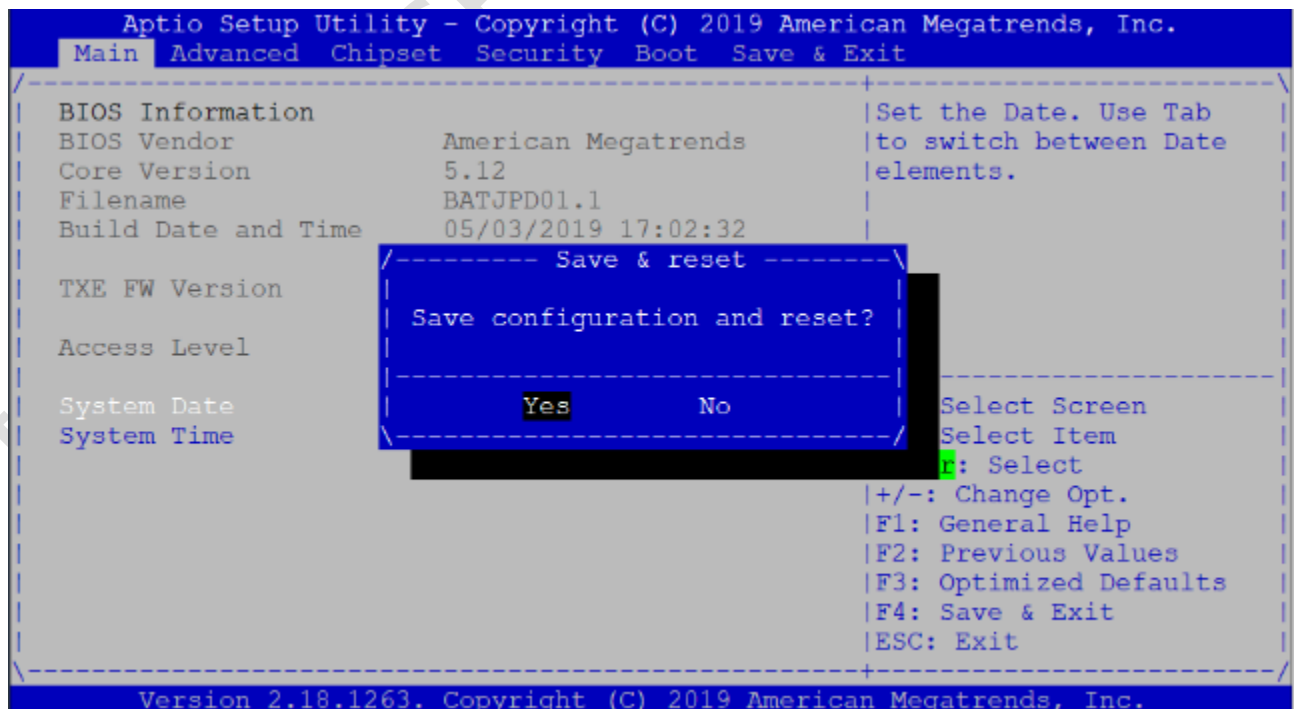 Aptio Setup Utility - Copyright (C) 2019 American Megatrends, Inc.
Main Advanced Chipset Security Boot Save & Exit
BIOS Information
BIOS Vendor American Megatrends
Core Version 5.12
Filename BATJPD01.1
Build Date and Time 05/03/2019 17:02:32
TXE FW Version
Access Level
System Date
System Time
Set the Date. Use Tab
to switch between Date
elements.
Save & reset
Save configuration and reset?
Yes No
Select Screen
Select Item
r: Select
+/-: Change Opt.
F1: General Help
F2: Previous Values
F3: Optimized Defaults
F4: Save & Exit
ESC: Exit
Version 2.18.1263. Copyright (C) 2019 American Megatrends, Inc.